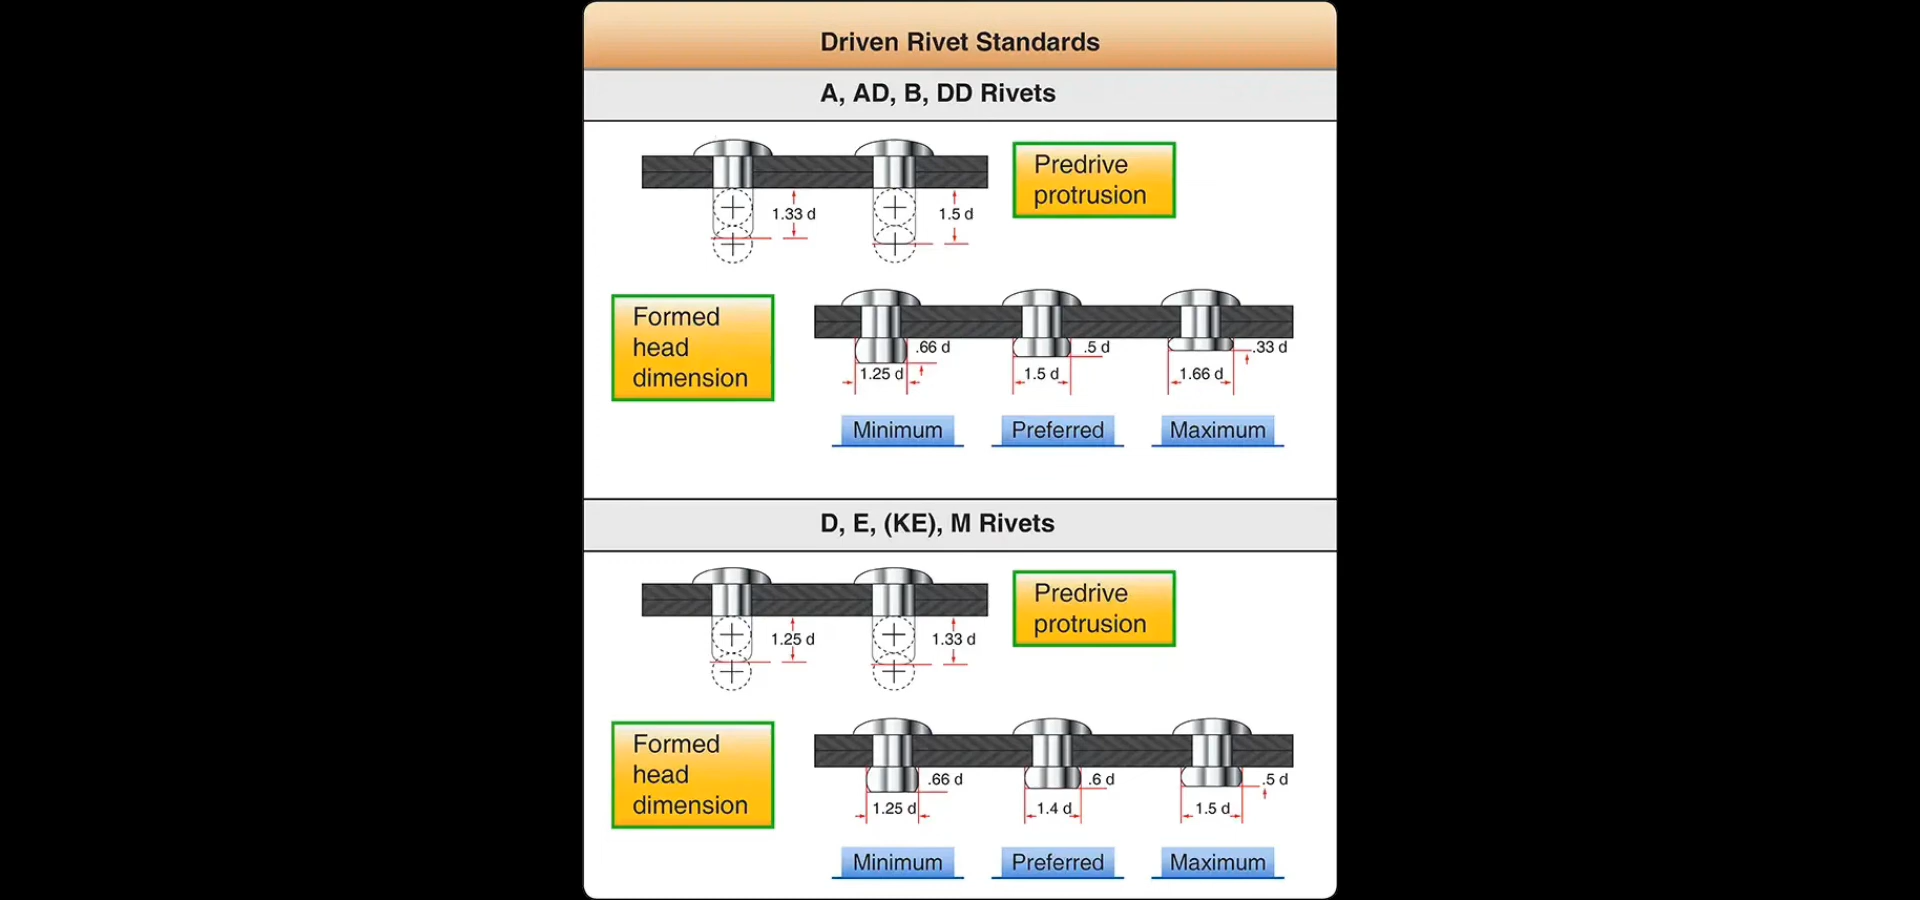 Driven Rivet Standards
A, AD, B, DD Rivets
Predrive
protrusion
1.33 d
1.5 d
Formed
head
dimension
.66 d
.5 d
.33 d
1.25 d
1.5 d
1.66 d
Minimum
Preferred
Maximum
D, E, (KE), M Rivets
Predrive
protrusion
1.25 d
1.33 d
Formed
head
dimension
.66 d
.6 d
.5 d
1.25 d
1.4 d
1.5 d
Minimum
Preferred
Maximum